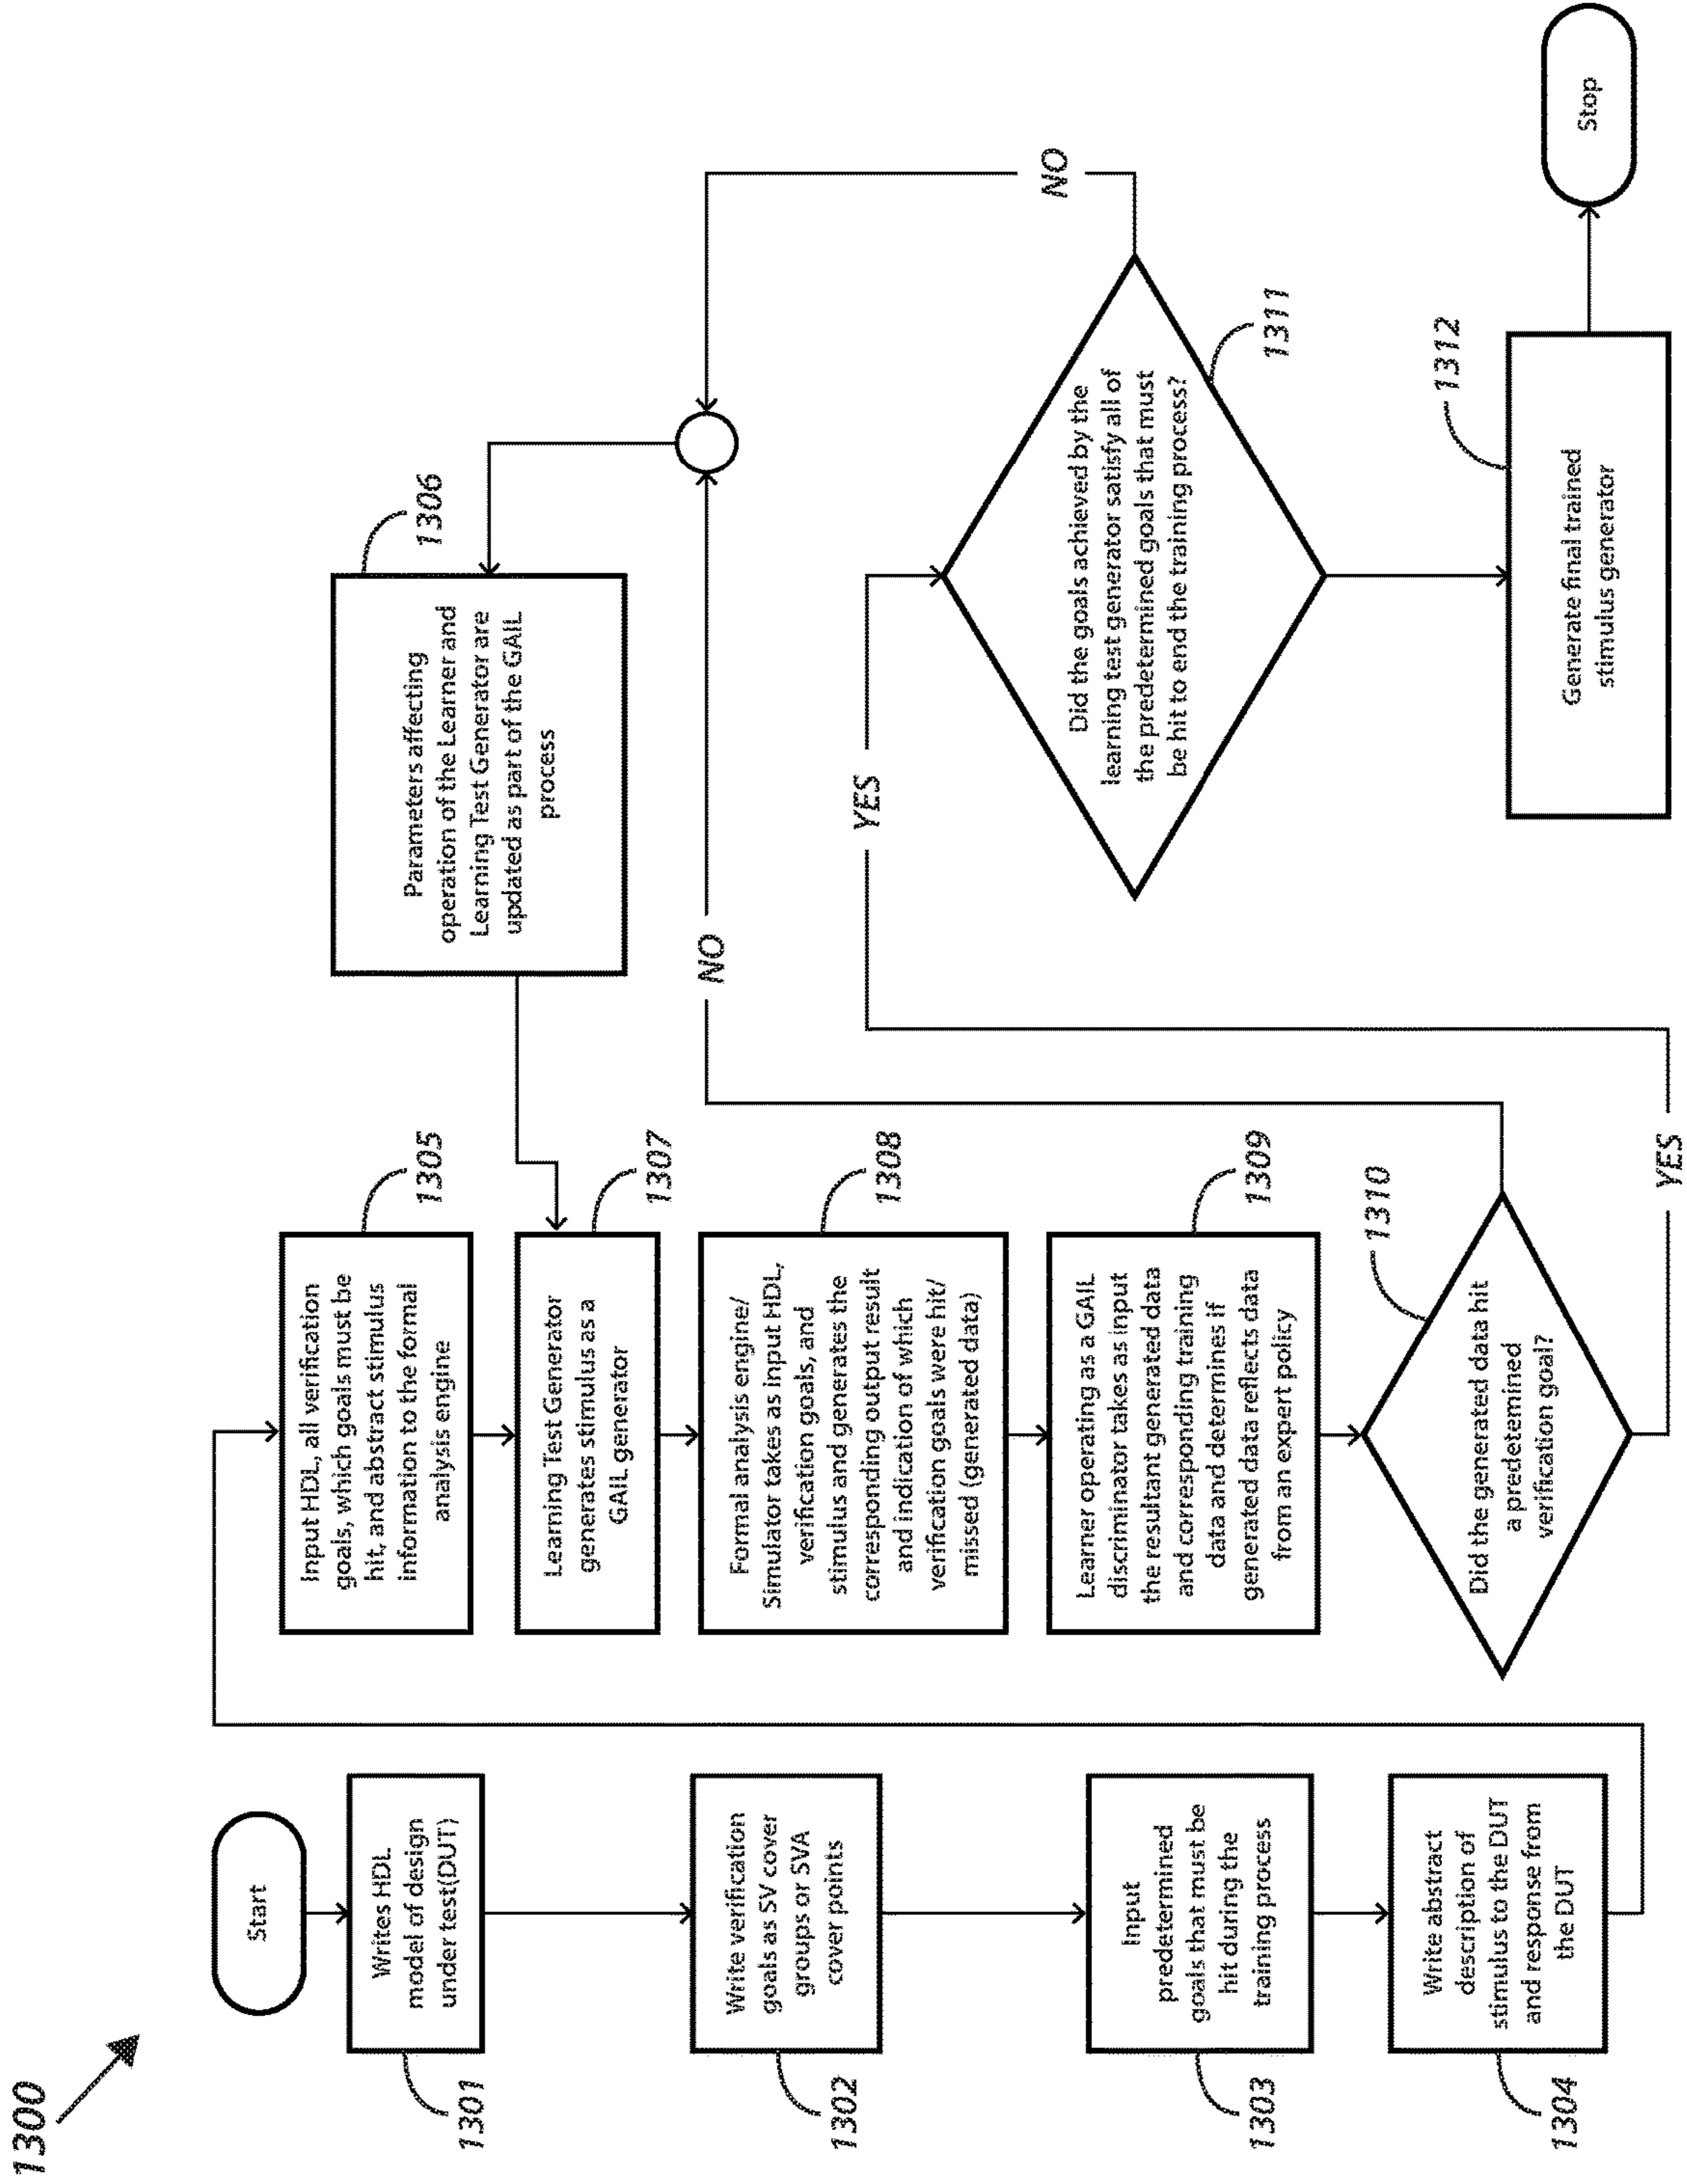 1300
Start
Writes HDL
model of design
under test(DUT)
1301
Write verification
goals as SV cover
groups or SVA
cover points
1302
Input
predetermined
goals that must be
hit during the
training process
1303
Write abstract
description of
stimulus to the DUT
and response from
the DUT
1304
Input HDL, all verification
goals, which goals must be
hit, and abstract stimulus
information to the formal
analysis engine
1305
Learning Test Generator
generates stimulus as a
GAIL generator
1307
Formal analysis engine/
Simulator takes as input HDL,
verification goals, and
stimulus and generates the
corresponding output result
and indication of which
verification goals were hit/
missed (generated data)
1308
Learner operating as a GAIL
discriminator takes as input
the resultant generated data
and corresponding training
data and determines if
generated data reflects data
from an expert policy
1309
Did the generated data hit
a predetermined
verification goal?
1310
YES
NO
Parameters affecting
operation of the Learner and
Learning Test Generator are
updated as part of the GAIL
process
1306
YES
Did the goals achieved by the
learning test generator satisfy all of
the predetermined goals that must
be hit to end the training process?
1311
NO
Generate final trained
stimulus generator
1312
Stop